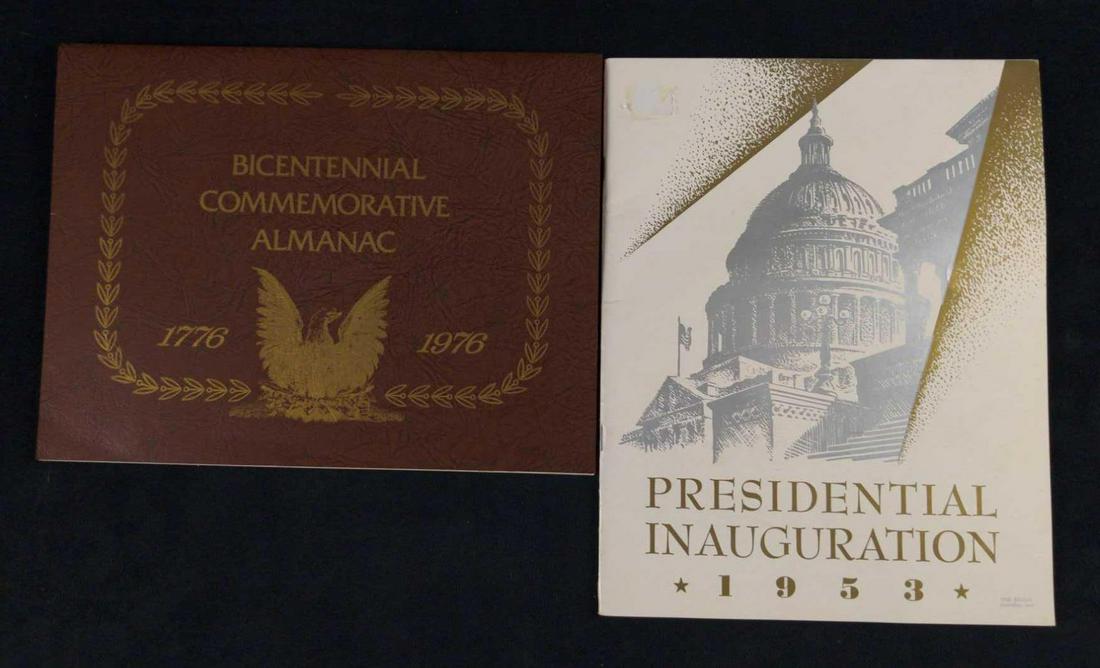 BICENTENNIAL
COMMEMORATIVE
ALMANAC
1776
1976
PRESIDENTIAL
INAUGURATION
★ 1 9 5 3 ★